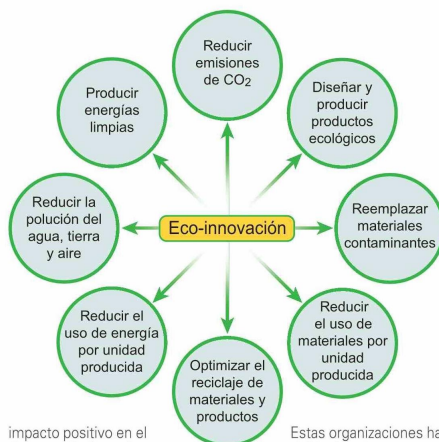 Reducir
emisiones
de CO₂
Diseñar y
producir
productos
ecológicos
Reemplazar
materiales
contaminantes
Reducir
el uso de
materiales por
unidad
producida
Optimizar el
reciclaje de
materiales y
productos
Reducir el
uso de energía
por unidad
producida
Reducir la
polución del
agua, tierra
y aire
Producir
energías
limpias
Eco-innovación
impacto positivo en el
Estas organizaciones ha